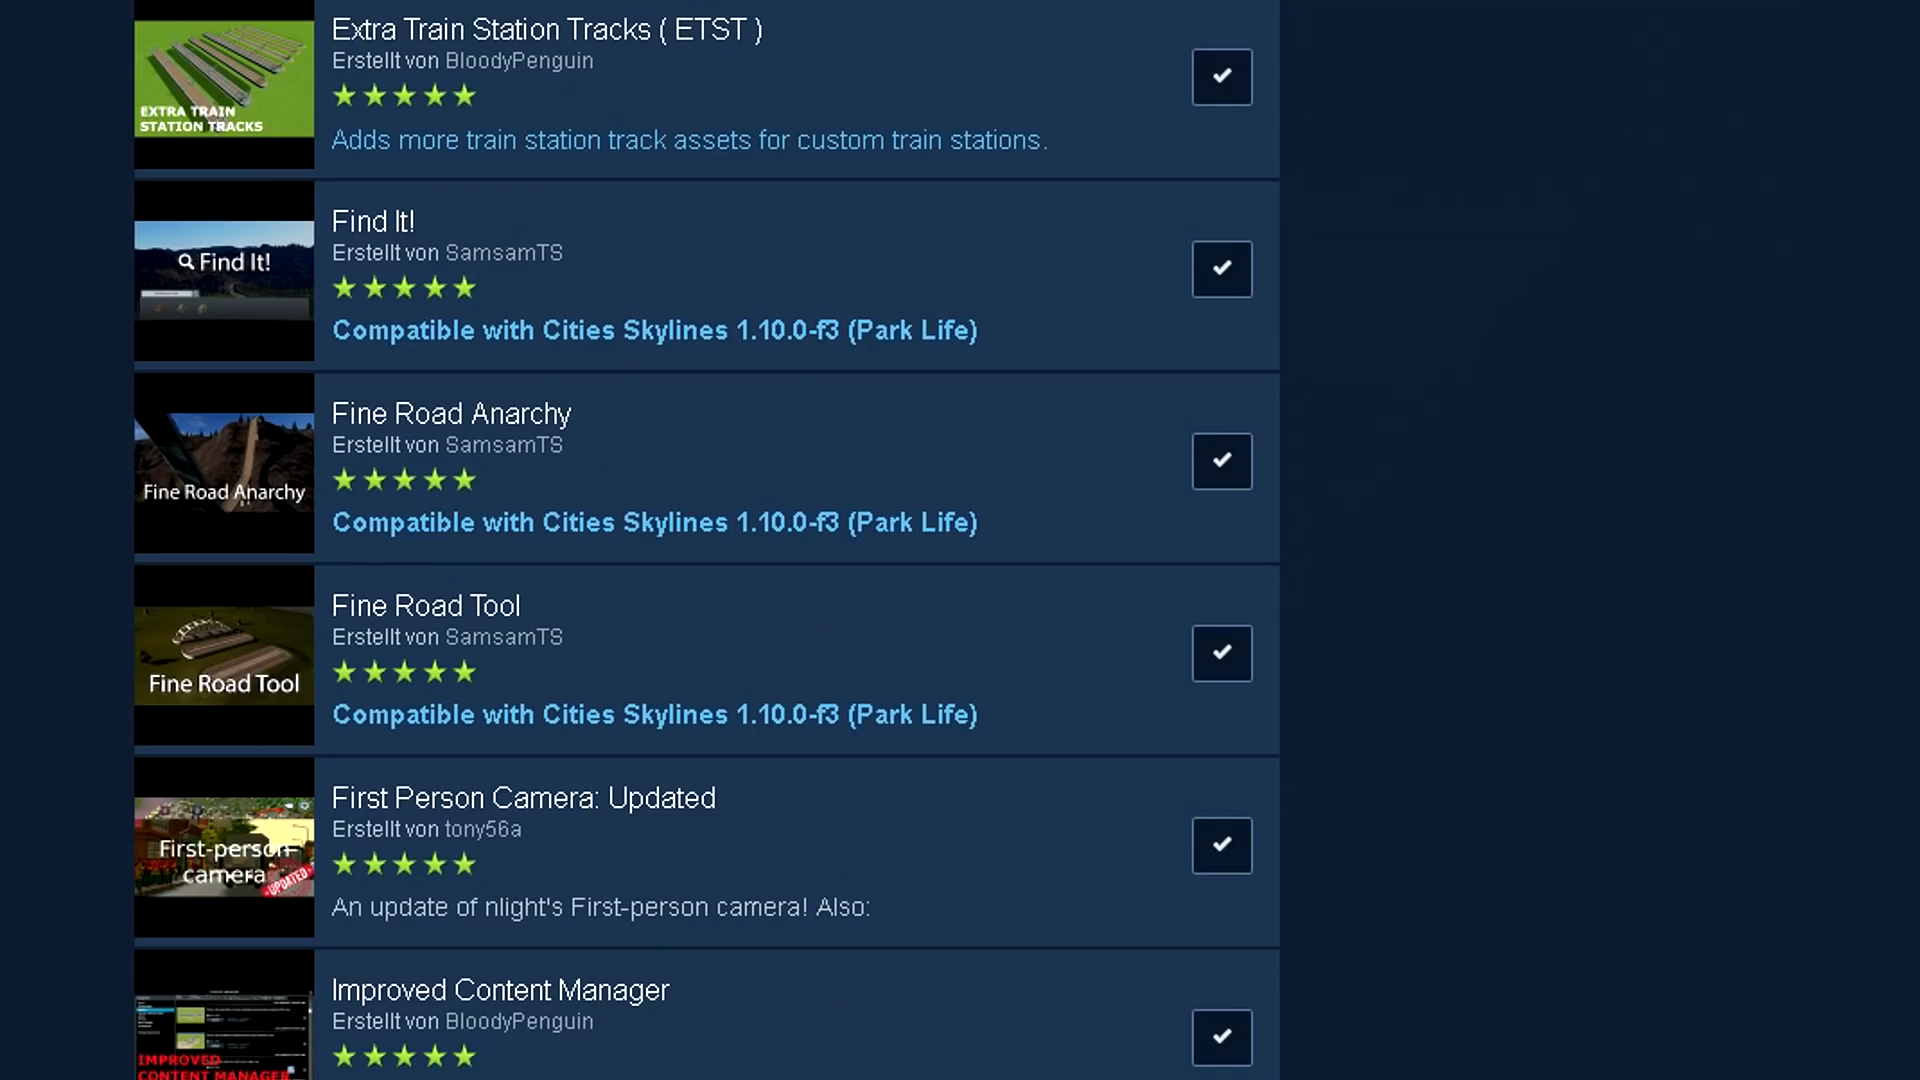 Extra Train Station Tracks ( ETST )
Erstellt von BloodyPenguin
EXTRA TRAIN
STATION TRACKS
Adds more train station track assets for custom train stations.
Find It!
Erstellt von SamsamTS
Find It!
Compatible with Cities Skylines 1.10.0-f3 (Park Life)
Fine Road Anarchy
Erstellt von SamsamTS
Fine Road Anarchy
Compatible with Cities Skylines 1.10.0-f3 (Park Life)
Fine Road Tool
Erstellt von SamsamTS
Fine Road Tool
Compatible with Cities Skylines 1.10.0-f3 (Park Life)
First Person Camera: Updated
Erstellt von tony56a
First-person
camera
UPDATED
An update of nlight's First-person camera! Also:
Improved Content Manager
Erstellt von BloodyPenguin
IMPROVED
CONTENT MANAGER